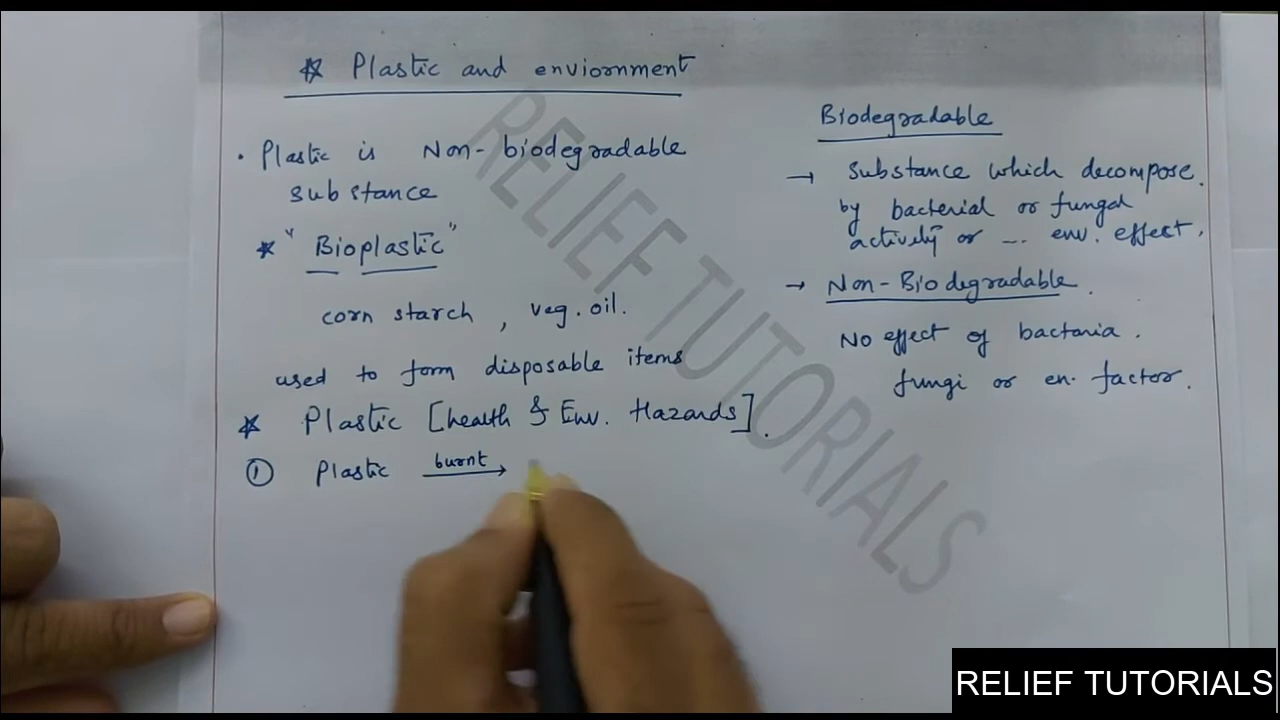 ☆ Plastic and enviornment
• Plastic is Non-biodegradable
substance
☆ "Bioplastic"
corn starch, veg. oil.
used to form disposable items
☆ Plastic [health & Env. Hazards].
① Plastic burnt →
Biodegradable
→ substance which decompose.
by bacterial or fungal
activity or ... env. effect.
→ Non-Biodegradable.
No effect of bactaria.
fungi or en. factor.
RELIEF TUTORIALS
RELIEF TUTORIALS